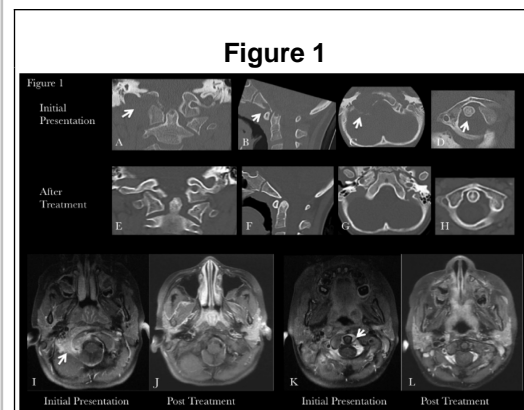 Figure 1
Figure 1
Initial
Presentation
A
B
C
D
After
Treatment
E
F
G
H
I
J
K
L
Initial Presentation
Post Treatment
Initial Presentation
Post Treatment